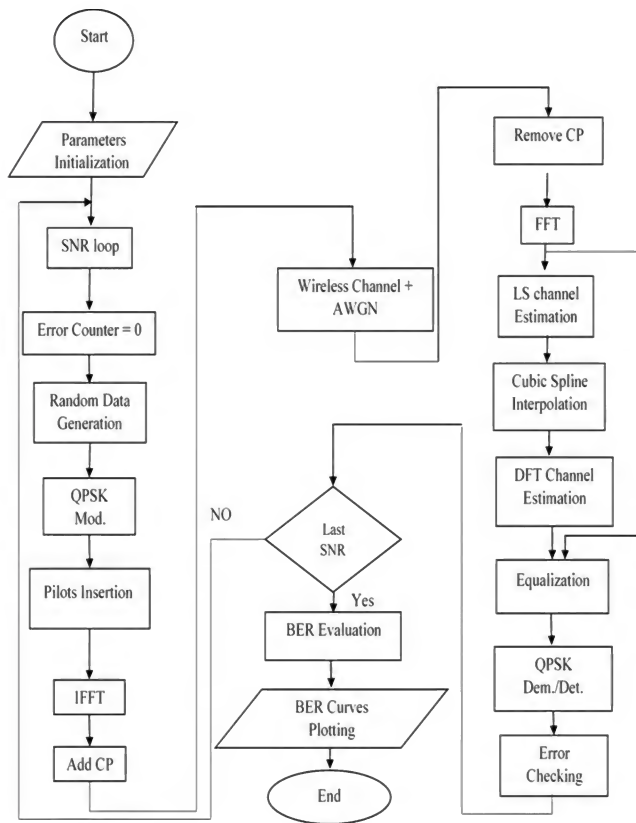 Start
Parameters
Initialization
SNR loop
Error Counter = 0
Random Data
Generation
QPSK
Mod.
Pilots Insertion
IFFT
Add CP
Wireless Channel +
AWGN
Remove CP
FFT
LS channel
Estimation
Cubic Spline
Interpolation
DFT Channel
Estimation
Equalization
QPSK
Dem./Det.
Error
Checking
Last
SNR
NO
Yes
BER Evaluation
BER Curves
Plotting
End